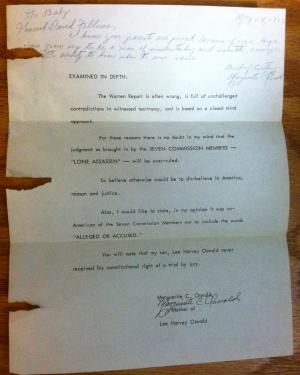 To Baby
EXAMINED IN DEPTH:
The Warren Report is often wrong, is full of unchallenged
contradictions in witnessed testimony, and is based on a closed mind
approach.
For these reasons there is no doubt in my mind that the
judgment as brought in by the SEVEN COMMISSION MEMBERS —
"LONE ASSASSIN" — will be over-ruled.
To believe otherwise would be to dis-believe in America,
reason and justice.
Also, I would like to state, in my opinion it was un-
American of the Seven Commission Members not to include the words
"ALLEGED OR ACCUSED."
You will note that my son, Lee Harvey Oswald never
received his constitutional right of a trial by jury.
Marguerite C. Oswald
Marguerite C. Oswald
Mother of
Lee Harvey Oswald